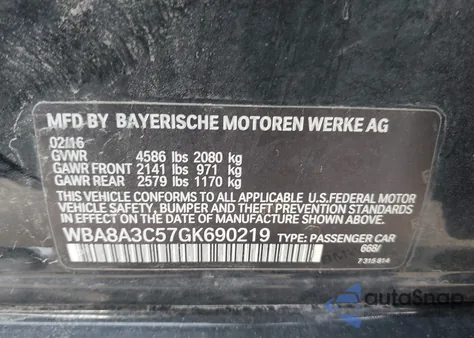 MFD BY BAYERISCHE MOTOREN WERKE AG
02/16
GVWR 4586 lbs 2080 kg
GAWR FRONT 2141 lbs 971 kg
GAWR REAR 2579 lbs 1170 kg
THIS VEHICLE CONFORMS TO ALL APPLICABLE U.S. FEDERAL MOTOR
VEHICLE SAFETY, BUMPER, AND THEFT PREVENTION STANDARDS
IN EFFECT ON THE DATE OF MANUFACTURE SHOWN ABOVE.
WBA8A3C57GK690219 TYPE: PASSENGER CAR
668/
7315814
autoSnap